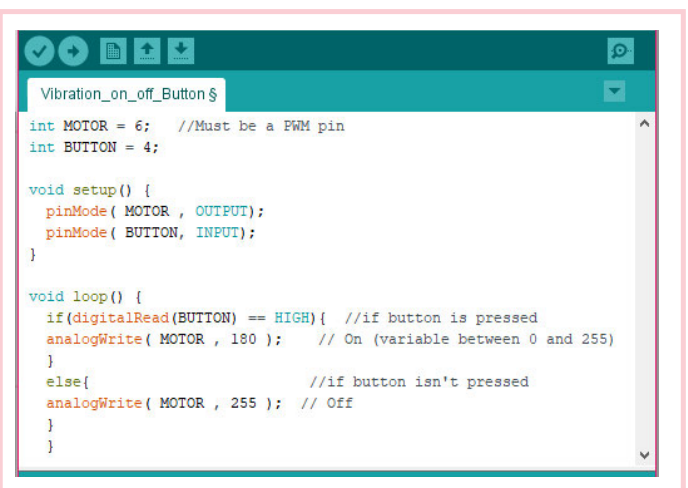 Vibration_on_off_Button §
int MOTOR = 6;   //Must be a PWM pin
int BUTTON = 4;

void setup() {
  pinMode( MOTOR , OUTPUT);
  pinMode( BUTTON, INPUT);
}

void loop() {
  if(digitalRead(BUTTON) == HIGH){  //if button is pressed
  analogWrite( MOTOR , 180 );    // On (variable between 0 and 255)
  }
  else{                      //if button isn't pressed
  analogWrite( MOTOR , 255 );  // Off
  }
  }